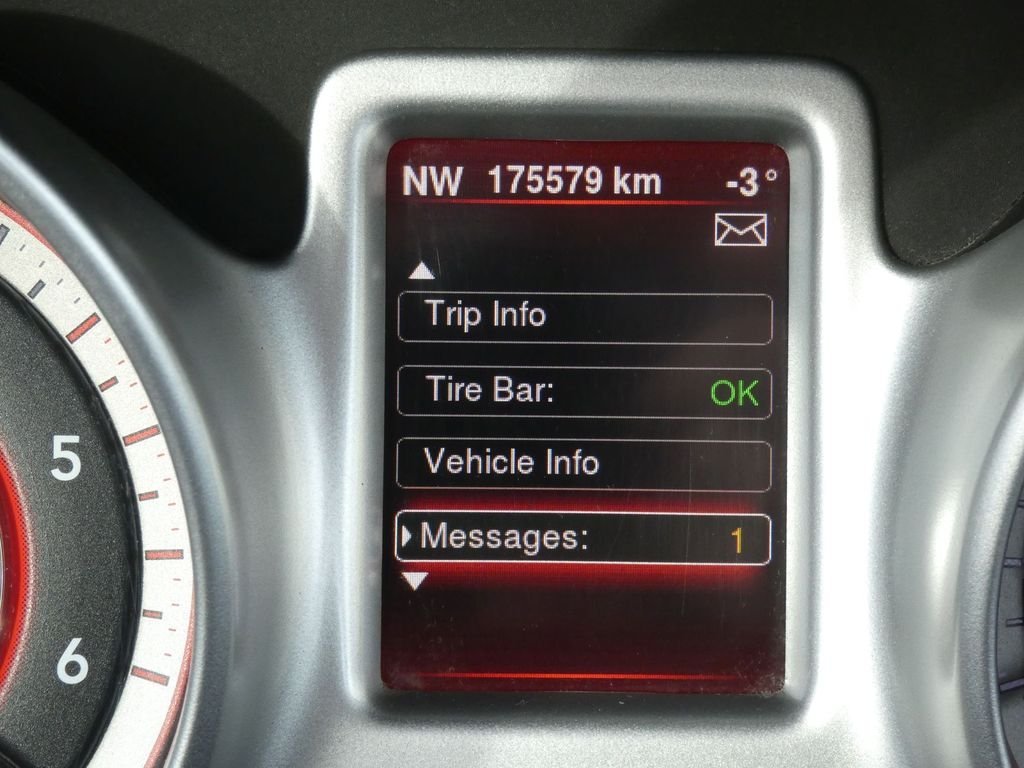 NW 175579 km -3°
Trip Info
Tire Bar: OK
Vehicle Info
Messages: 1
5
6